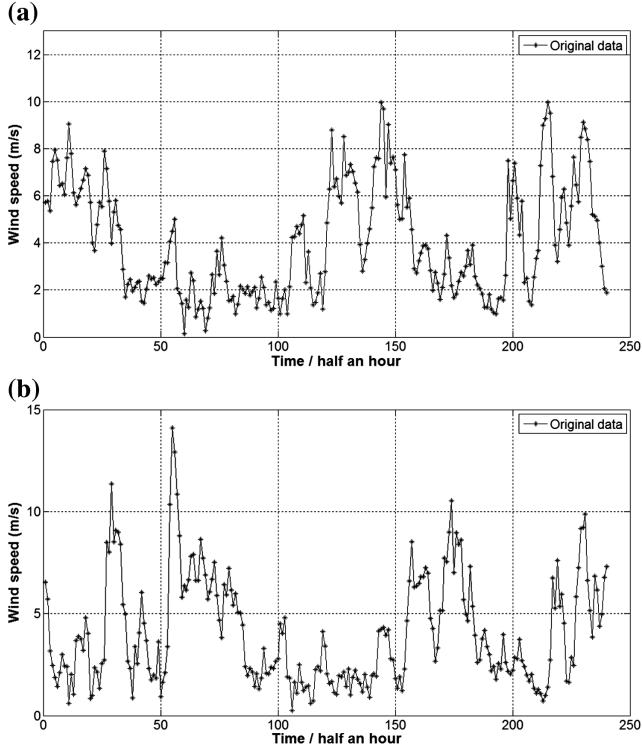 (a)
12
10
8
6
4
2
0
Wind speed (m/s)
Original data
0 50 100 150 200 250
Time / half an hour
(b)
15
10
5
0
Wind speed (m/s)
Original data
0 50 100 150 200 250
Time / half an hour